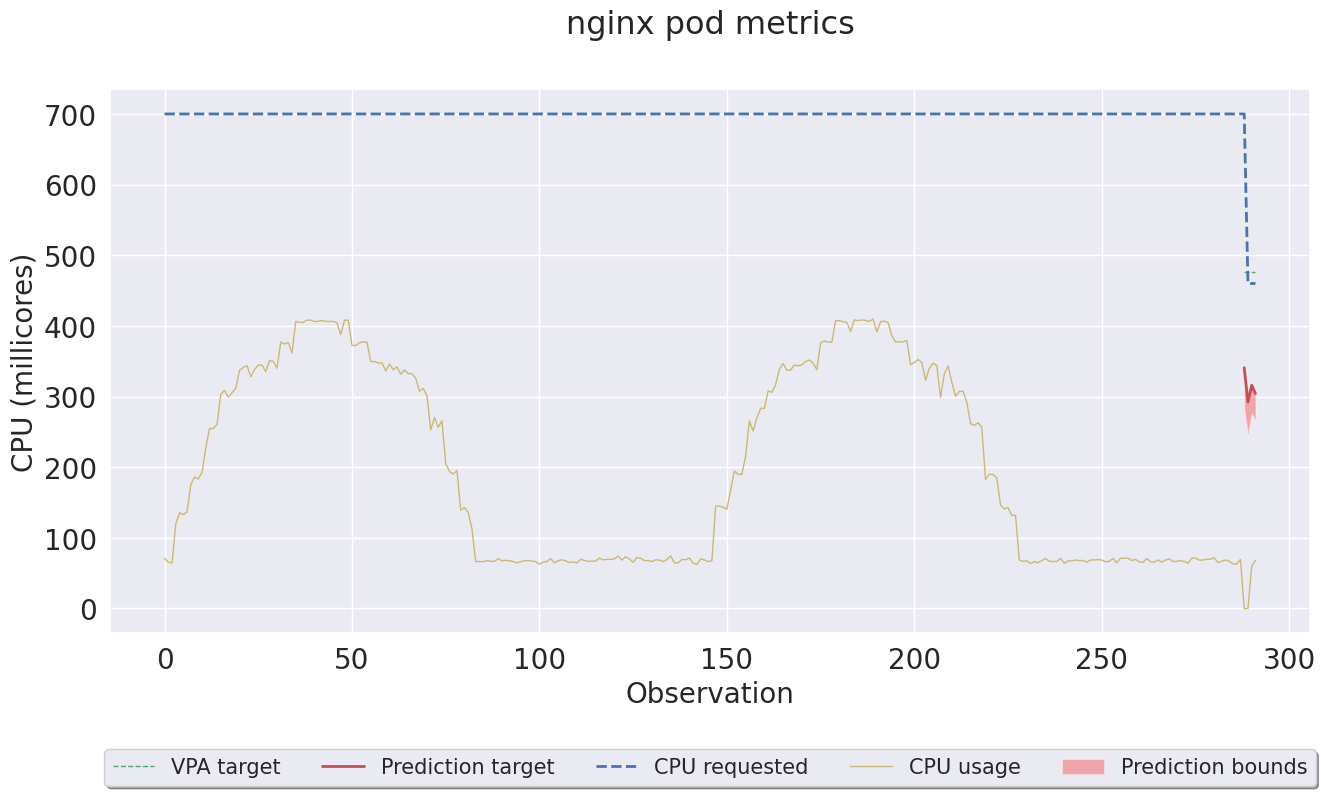 nginx pod metrics
700
600
500
400
300
200
100
0
CPU (millicores)
0 50 100 150 200 250 300
Observation
VPA target Prediction target CPU requested CPU usage Prediction bounds